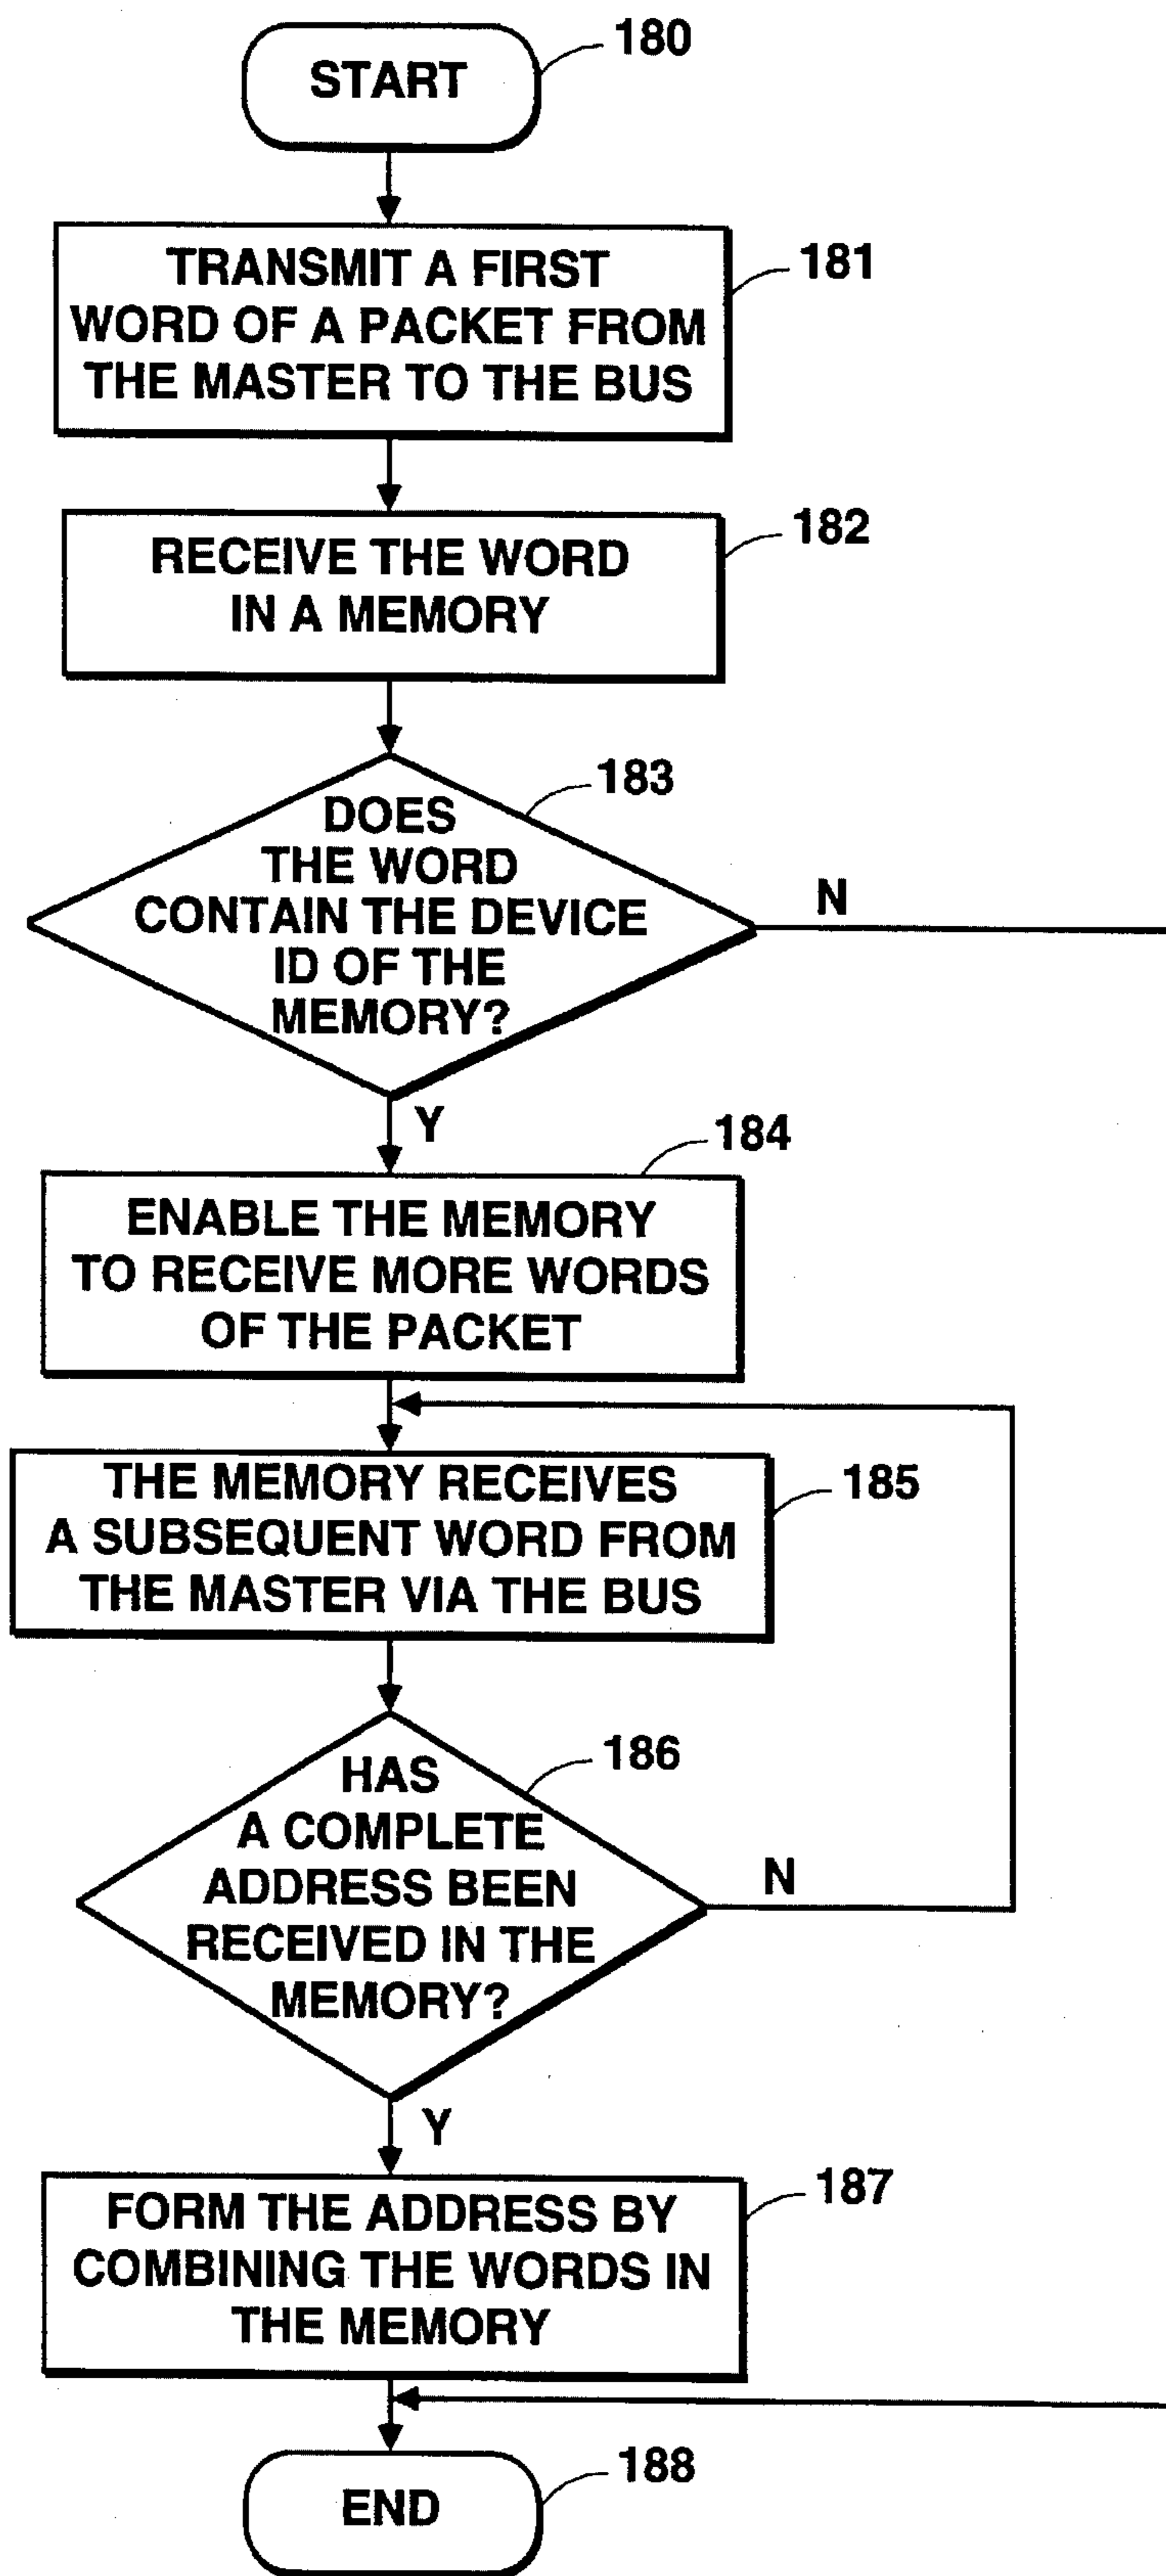 START
180
TRANSMIT A FIRST
WORD OF A PACKET FROM
THE MASTER TO THE BUS
181
RECEIVE THE WORD
IN A MEMORY
182
DOES
THE WORD
CONTAIN THE DEVICE
ID OF THE
MEMORY?
183
N
Y
ENABLE THE MEMORY
TO RECEIVE MORE WORDS
OF THE PACKET
184
THE MEMORY RECEIVES
A SUBSEQUENT WORD FROM
THE MASTER VIA THE BUS
185
HAS
A COMPLETE
ADDRESS BEEN
RECEIVED IN THE
MEMORY?
186
N
Y
FORM THE ADDRESS BY
COMBINING THE WORDS IN
THE MEMORY
187
END
188